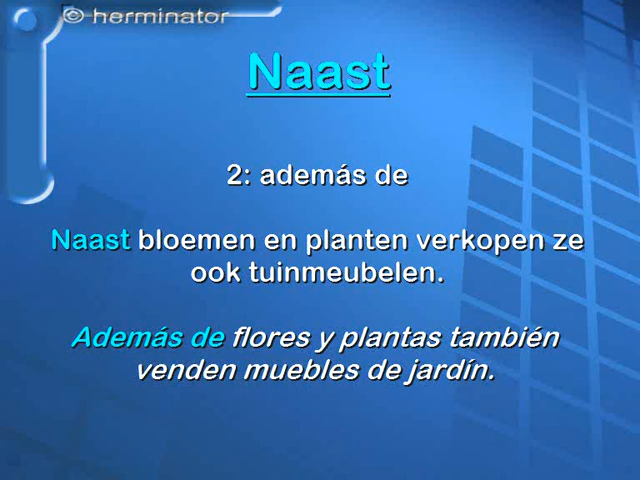 © herminator
Naast
2: además de
Naast bloemen en planten verkopen ze
ook tuinmeubelen.
Además de flores y plantas también
venden muebles de jardín.